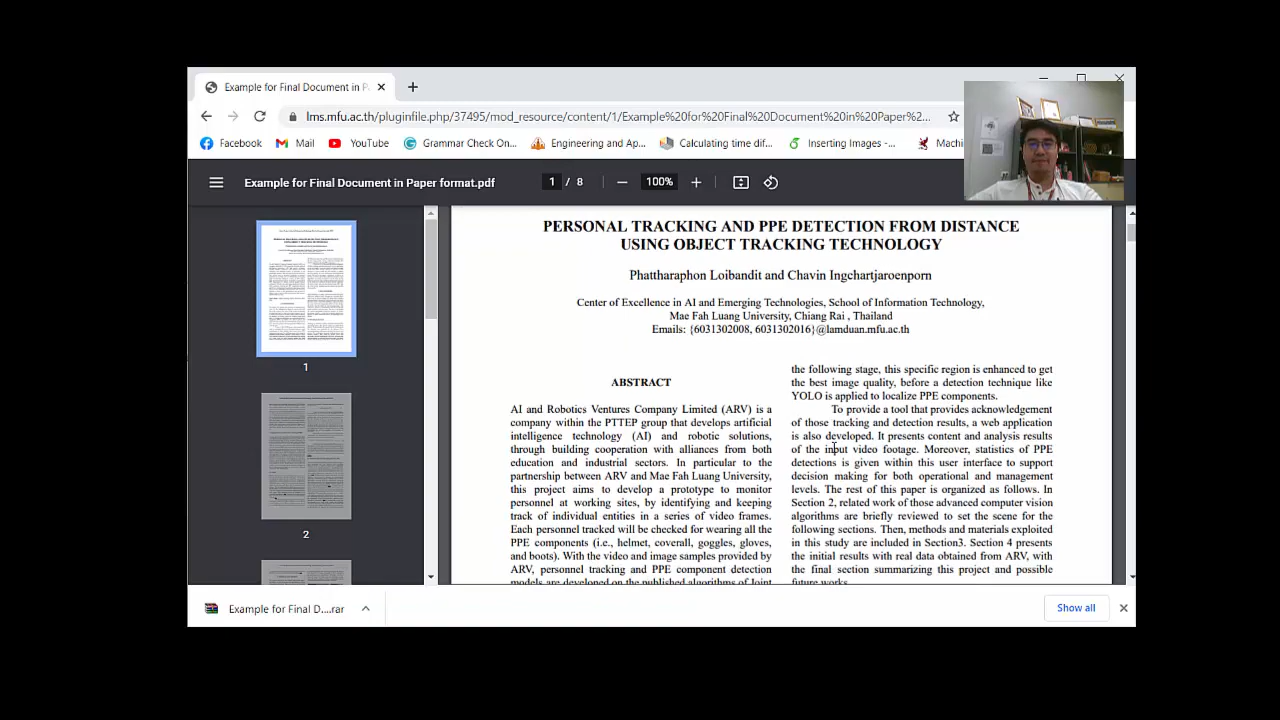 Example for Final Document in P
lms.mfu.ac.th/pluginfile.php/37495/mod_resource/content/1/Example%20for%20Final%20Document%20in%20Paper%2...
Facebook
Mail
YouTube
Grammar Check On...
Engineering and Ap...
Calculating time dif...
Inserting Images -...
Machi
Example for Final Document in Paper format.pdf
1 / 8
100%
1
2
PERSONAL TRACKING AND PPE DETECTION FROM DISTANCE
USING OBJECT TRACKING TECHNOLOGY
Phattharaphon and Chavin Ingchartjaroenporn
Center of Excellence in AI and Emerging Technologies, School of Information Technology,
Mae Fah Luang University, Chiang Rai , Thailand
Emails: @lamduan.mfu.ac.th
ABSTRACT
AI and Robotics Ventures Company Limited (ARV), a
company within the PTTEP group that develops artificial
intelligence technology (AI) and robotic solutions,
through building cooperation with alliances from both
education and industrial sectors. In particular to the
partnership between ARV and Mae Fah Luang University,
this project aims to develop a prototype to monitor
personnel at working sites, by identifying and keeping
track of individual entities in a series of video frames.
Each personnel tracked will be checked for wearing all the
PPE components (i.e., helmet, coverall, goggles, gloves,
and boots). With the video and image samples provided by
ARV, personnel tracking and PPE component detection
models are developed on the published algorithms of Joint
the following stage, this specific region is enhanced to get
the best image quality, before a detection technique like
YOLO is applied to localize PPE components.
To provide a tool that provides acknowledgement
of those tracking and detection results, a web application
is also developed. It presents content and analysis results
of the input video footage. Moreover, statistics of PPE
detections is given within this user interface to support
decision making for both operational and management
levels. The rest of this paper is organized as follows. In
Section 2, related work of those advanced computer vision
algorithms are briefly reviewed to set the scene for the
following sections. Then, methods and materials exploited
in this study are included in Section3. Section 4 presents
the initial results with real data obtained from ARV, with
the final section summarizing this project and possible
future works.
Example for Final D....rar
Show all